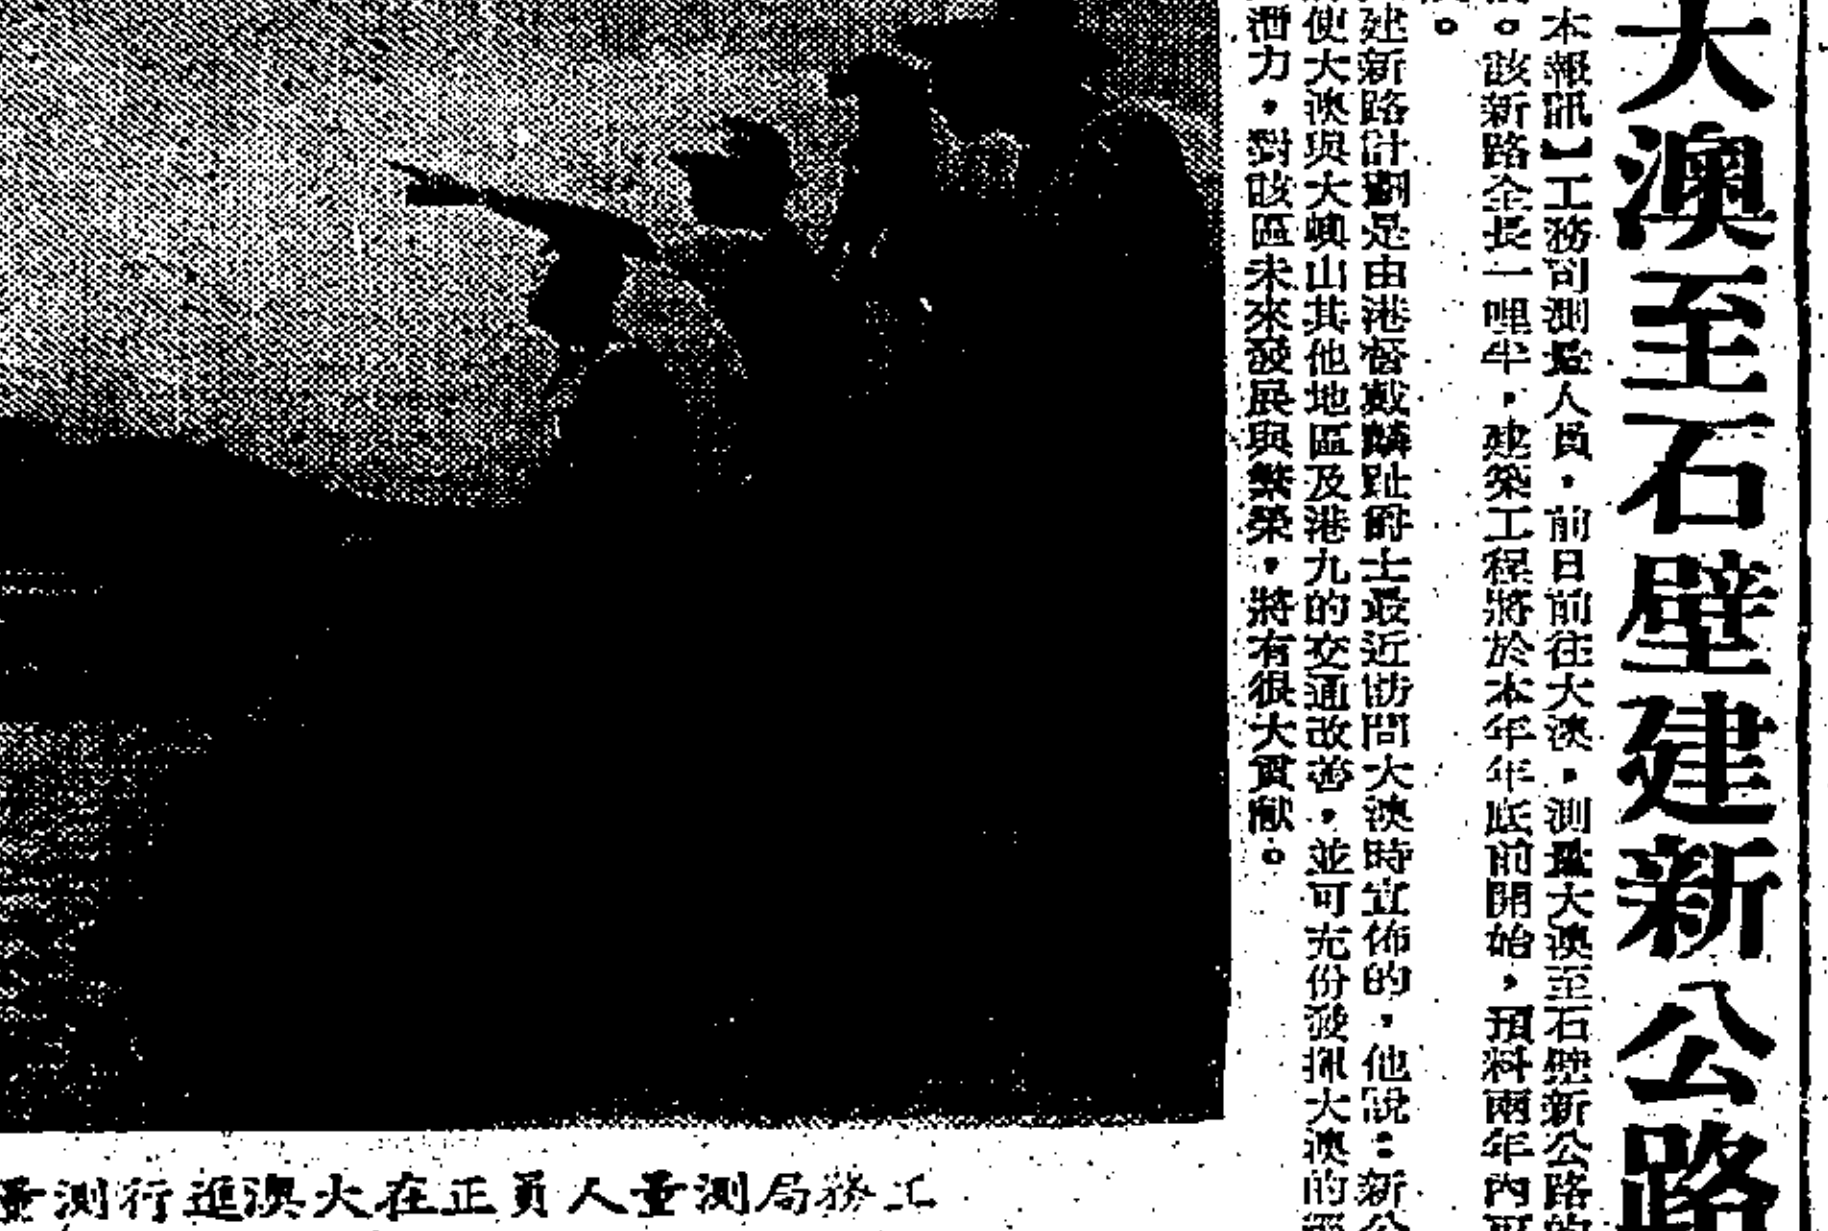 大澳至石壁建新公路
本報訊】工務司測量人員，前日前往大澳，測量大澳至石壁新公路的
。該新路全長一哩半，建築工程將於本年年底前開始，預料兩年內可
。
建新路計劃是由港督戴麟趾爵士最近訪問大澳時宣佈的，他說：新公
使大澳與大嶼山其他地區及港九的交通改善，並可充份發揮大澳的
泄力，對該區未來發展與繁榮，將有很大貢献。
工務局測量人員正在大澳進行測量